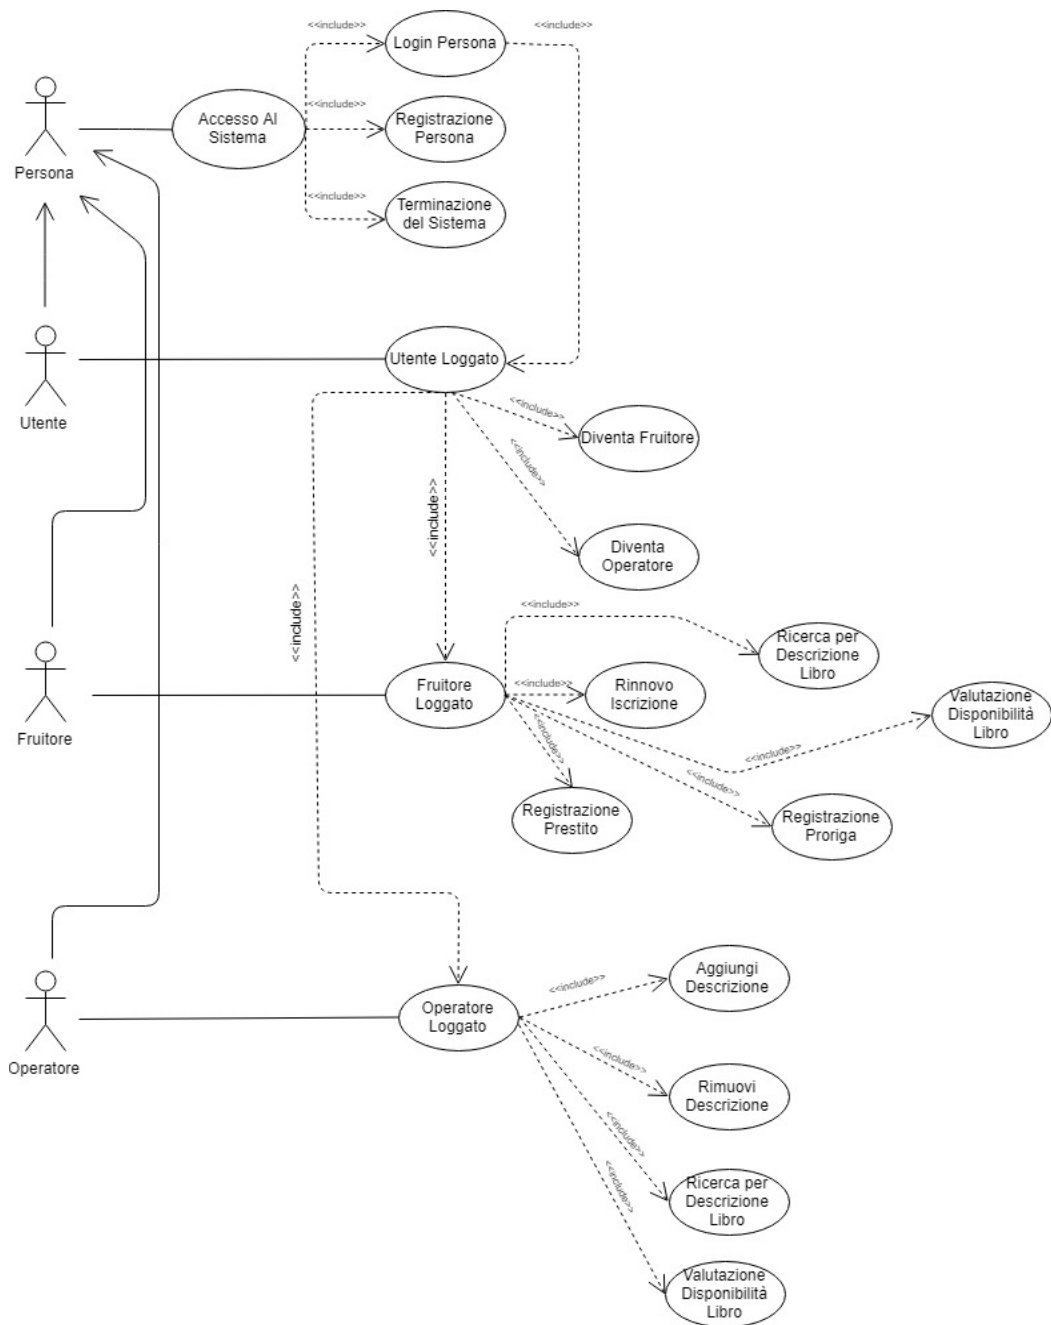 <<include>>
Login Persona
<<include>>
Accesso Al
Sistema
<<include>>
Registrazione
Persona
Persona
<<include>>
Terminazione
del Sistema
Utente Loggato
Utente
<<include>>
Diventa Fruitore
<<include>>
<<include>>
Diventa
Operatore
<<include>>
<<include>>
Ricerca per
Descrizione
Libro
Fruitore
Loggato
<<include>>
Rinnovo
Iscrizione
Valutazione
Disponibilità
Libro
Fruitore
<<include>>
<<include>>
<<include>>
Registrazione
Prestito
Registrazione
Proriga
Aggiungi
Descrizione
<<include>>
Operatore
Loggato
Operatore
<<include>>
Rimuovi
Descrizione
<<include>>
Ricerca per
Descrizione
Libro
<<include>>
Valutazione
Disponibilità
Libro